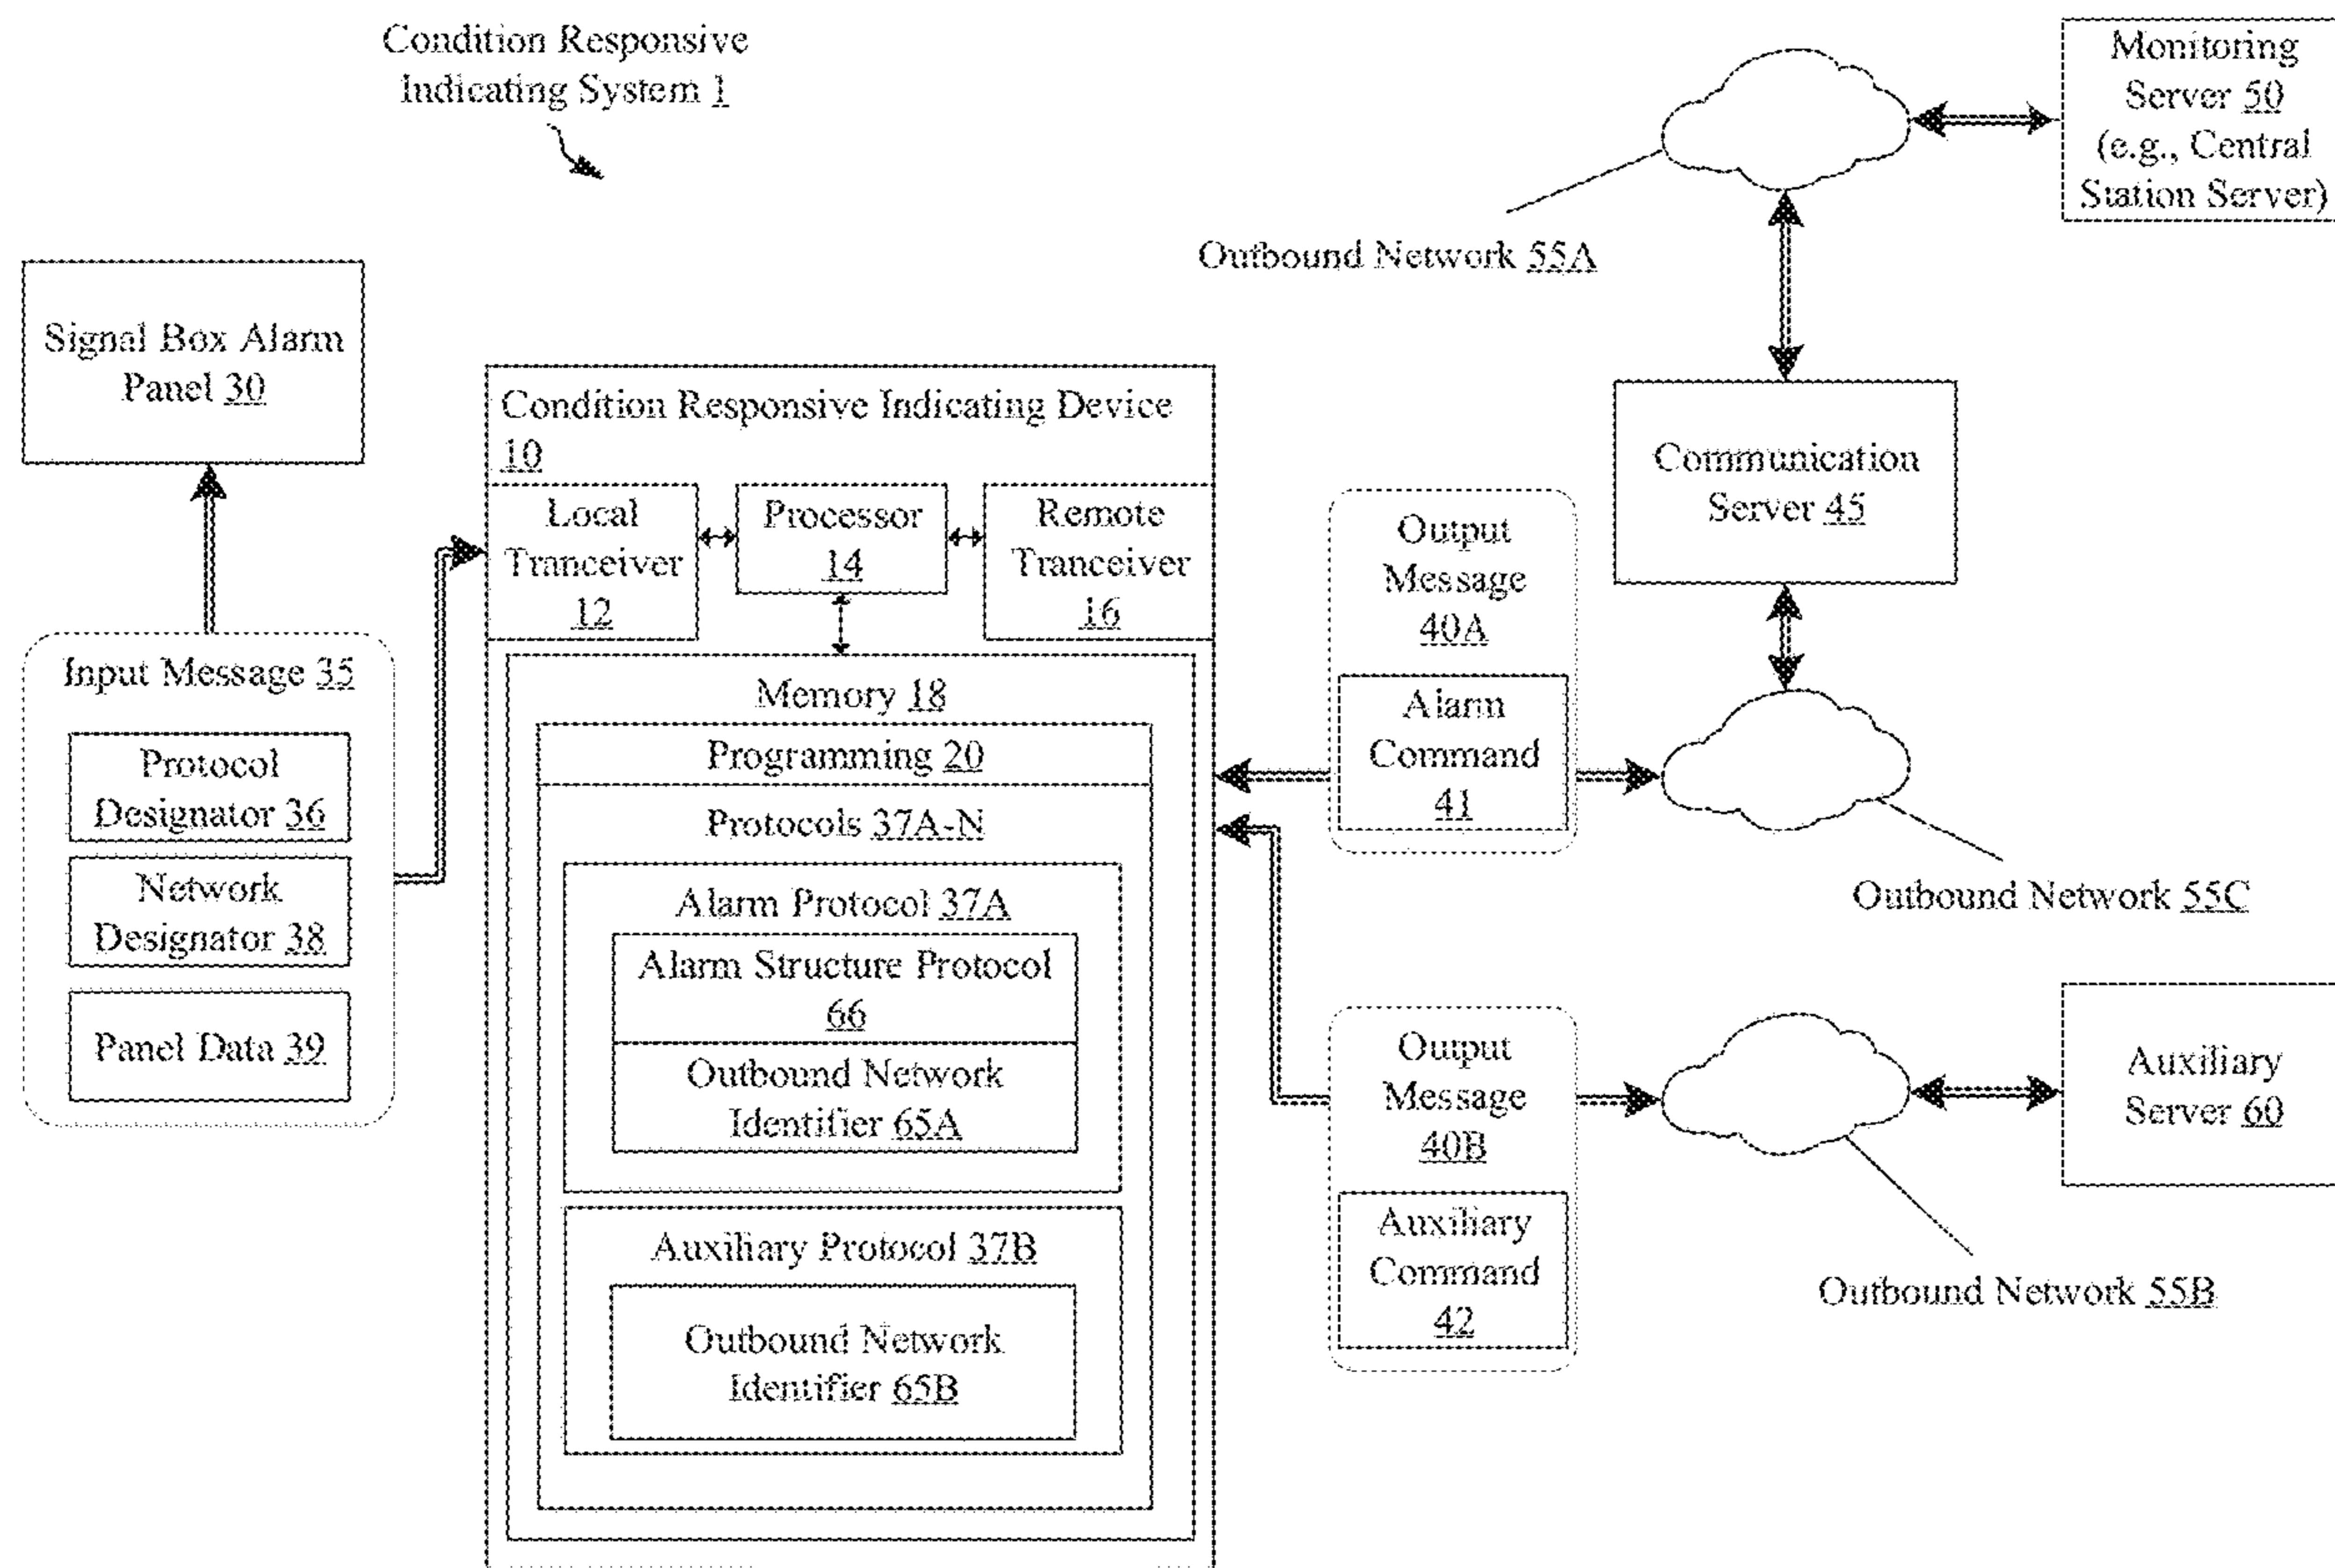 Condition Responsive
Indicating System 1
Monitoring
Server 50
(e.g., Central
Station Server)
Outbound Network 55A
Signal Box Alarm
Panel 30
Condition Responsive Indicating Device
10
Local
Tranceiver
12
Processor
14
Remote
Tranceiver
16
Communication
Server 45
Output
Message
40A
Alarm
Command
41
Input Message 35
Protocol
Designator 36
Network
Designator 38
Panel Data 39
Memory 18
Programming 20
Protocols 37A-N
Alarm Protocol 37A
Alarm Structure Protocol
66
Outbound Network
Identifier 65A
Auxiliary Protocol 37B
Outbound Network
Identifier 65B
Outbound Network 55C
Output
Message
40B
Auxiliary
Command
42
Auxiliary
Server 60
Outbound Network 55B